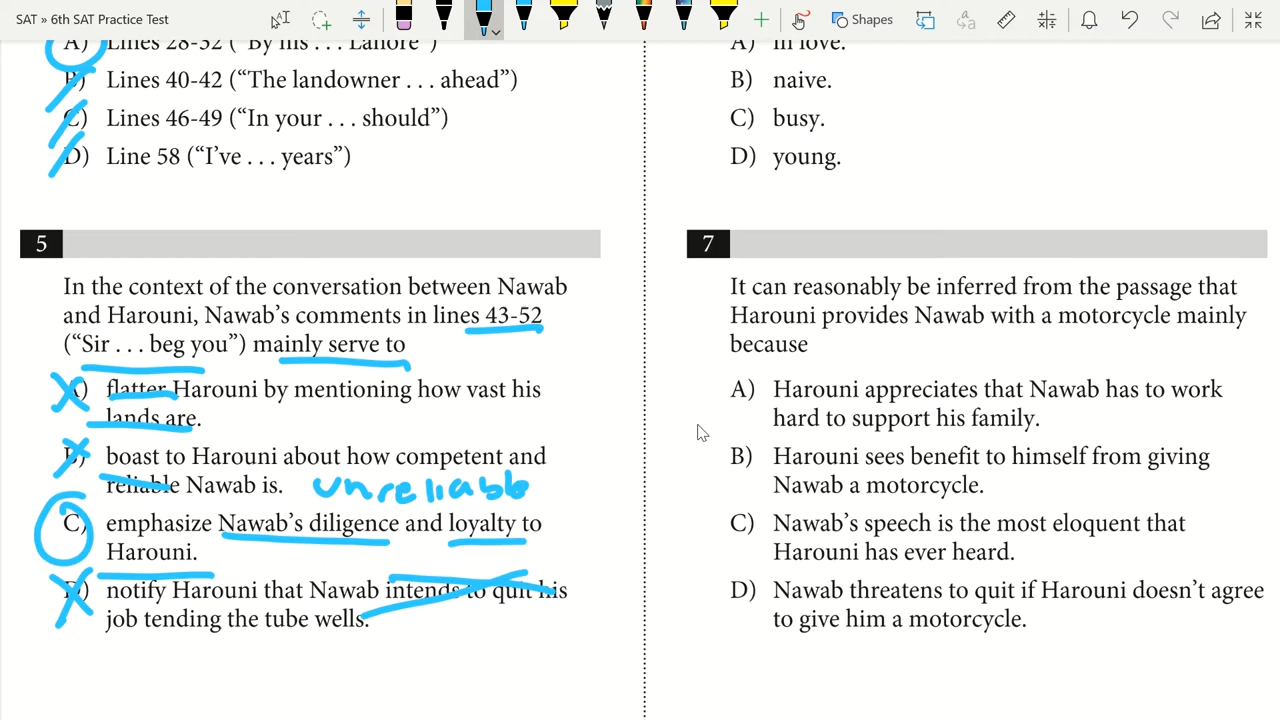 SAT » 6th SAT Practice Test
Shapes
A) Lines 28-32 (“By his . . . Lahore”)
B) Lines 40-42 (“The landowner . . . ahead”)
C) Lines 46-49 (“In your . . . should”)
D) Line 58 (“I’ve . . . years”)
5
In the context of the conversation between Nawab
and Harouni, Nawab’s comments in lines 43-52
(“Sir . . . beg you”) mainly serve to
A) flatter Harouni by mentioning how vast his
lands are.
B) boast to Harouni about how competent and
reliable Nawab is.
unreliable
C) emphasize Nawab’s diligence and loyalty to
Harouni.
D) notify Harouni that Nawab intends to quit his
job tending the tube wells.
A) in love.
B) naive.
C) busy.
D) young.
7
It can reasonably be inferred from the passage that
Harouni provides Nawab with a motorcycle mainly
because
A) Harouni appreciates that Nawab has to work
hard to support his family.
B) Harouni sees benefit to himself from giving
Nawab a motorcycle.
C) Nawab’s speech is the most eloquent that
Harouni has ever heard.
D) Nawab threatens to quit if Harouni doesn’t agree
to give him a motorcycle.